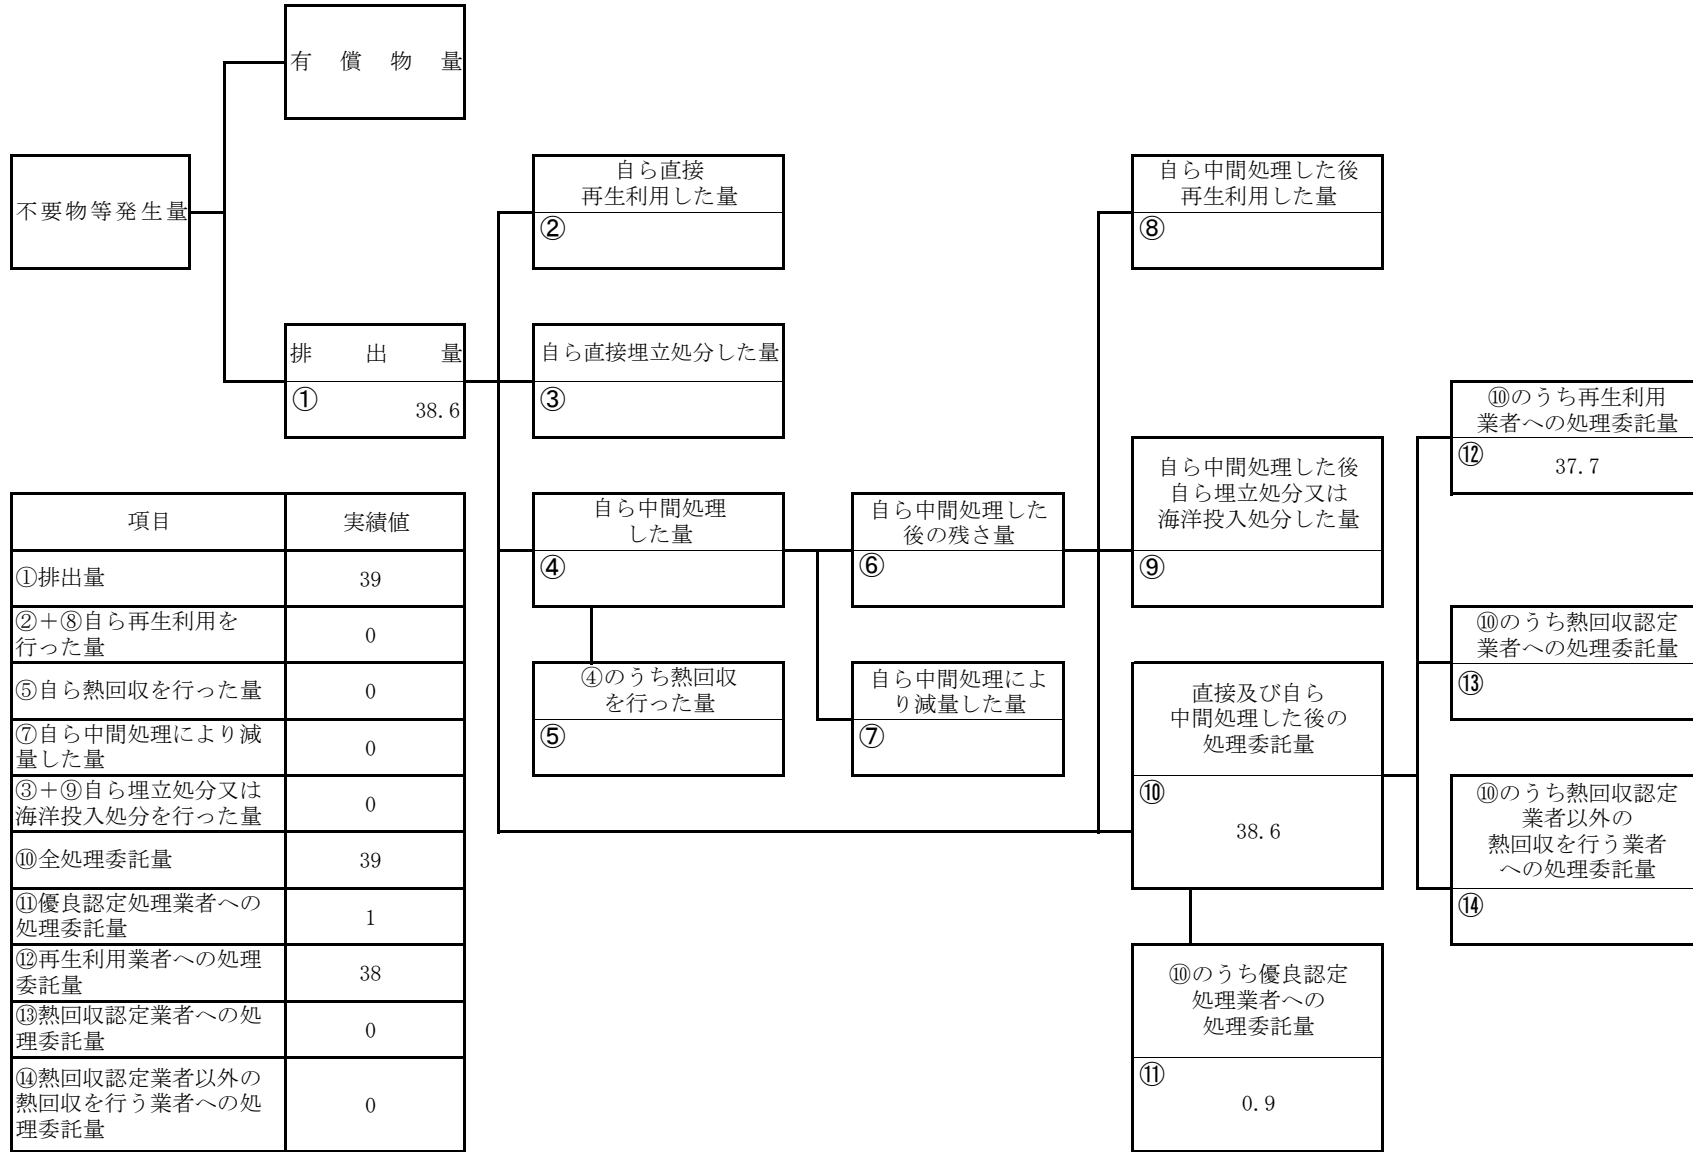 有償物量
不要物等発生量
排出量
①
38.6
自ら直接
再生利用した量
②
自ら直接埋立処分した量
③
自ら中間処理
した量
④
④のうち熱回収
を行った量
⑤
自ら中間処理した
後の残さ量
⑥
自ら中間処理によ
り減量した量
⑦
自ら中間処理した後
再生利用した量
⑧
自ら中間処理した後
自ら埋立処分又は
海洋投入処分した量
⑨
直接及び自ら
中間処理した後の
処理委託量
⑩
38.6
⑩のうち優良認定
処理業者への
処理委託量
⑪
0.9
⑩のうち再生利用
業者への処理委託量
⑫
37.7
⑩のうち熱回収認定
業者への処理委託量
⑬
⑩のうち熱回収認定
業者以外の
熱回収を行う業者
への処理委託量
⑭
項目 実績値
①排出量 39
②＋⑧自ら再生利用を
行った量 0
⑤自ら熱回収を行った量 0
⑦自ら中間処理により減
量した量 0
③＋⑨自ら埋立処分又は
海洋投入処分を行った量 0
⑩全処理委託量 39
⑪優良認定処理業者への
処理委託量 1
⑫再生利用業者への処理
委託量 38
⑬熱回収認定業者への処
理委託量 0
⑭熱回収認定業者以外の
熱回収を行う業者への処
理委託量 0